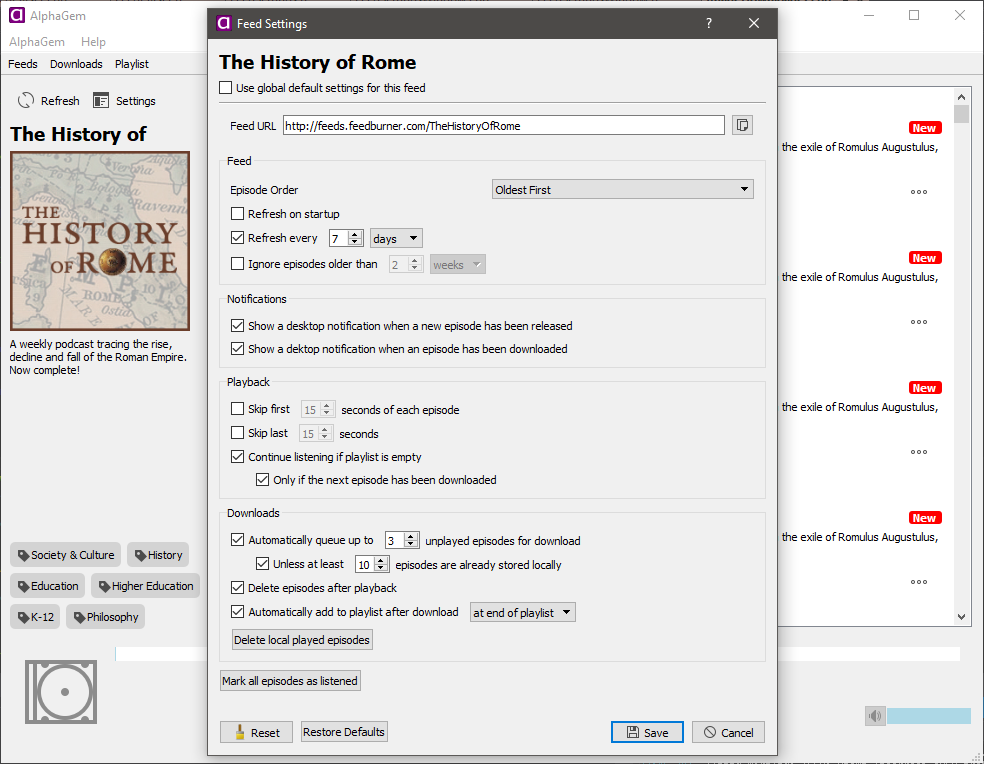 AlphaGem
AlphaGem Help
Feeds Downloads Playlist
Refresh Settings
The History of
THE
HISTORY
OF ROME
A weekly podcast tracing the rise,
decline and fall of the Roman Empire.
Now complete!
Society & Culture History
Education Higher Education
K-12 Philosophy
Feed Settings
?
The History of Rome
Use global default settings for this feed
Feed URL http://feeds.feedburner.com/TheHistoryOfRome
Feed
Episode Order Oldest First
Refresh on startup
Refresh every 7 days
Ignore episodes older than 2 weeks
Notifications
Show a desktop notification when a new episode has been released
Show a dektop notification when an episode has been downloaded
Playback
Skip first 15 seconds of each episode
Skip last 15 seconds
Continue listening if playlist is empty
Only if the next episode has been downloaded
Downloads
Automatically queue up to 3 unplayed episodes for download
Unless at least 10 episodes are already stored locally
Delete episodes after playback
Automatically add to playlist after download at end of playlist
Delete local played episodes
Mark all episodes as listened
Reset Restore Defaults Save Cancel
New
the exile of Romulus Augustulus,
New
the exile of Romulus Augustulus,
New
the exile of Romulus Augustulus,
New
the exile of Romulus Augustulus,